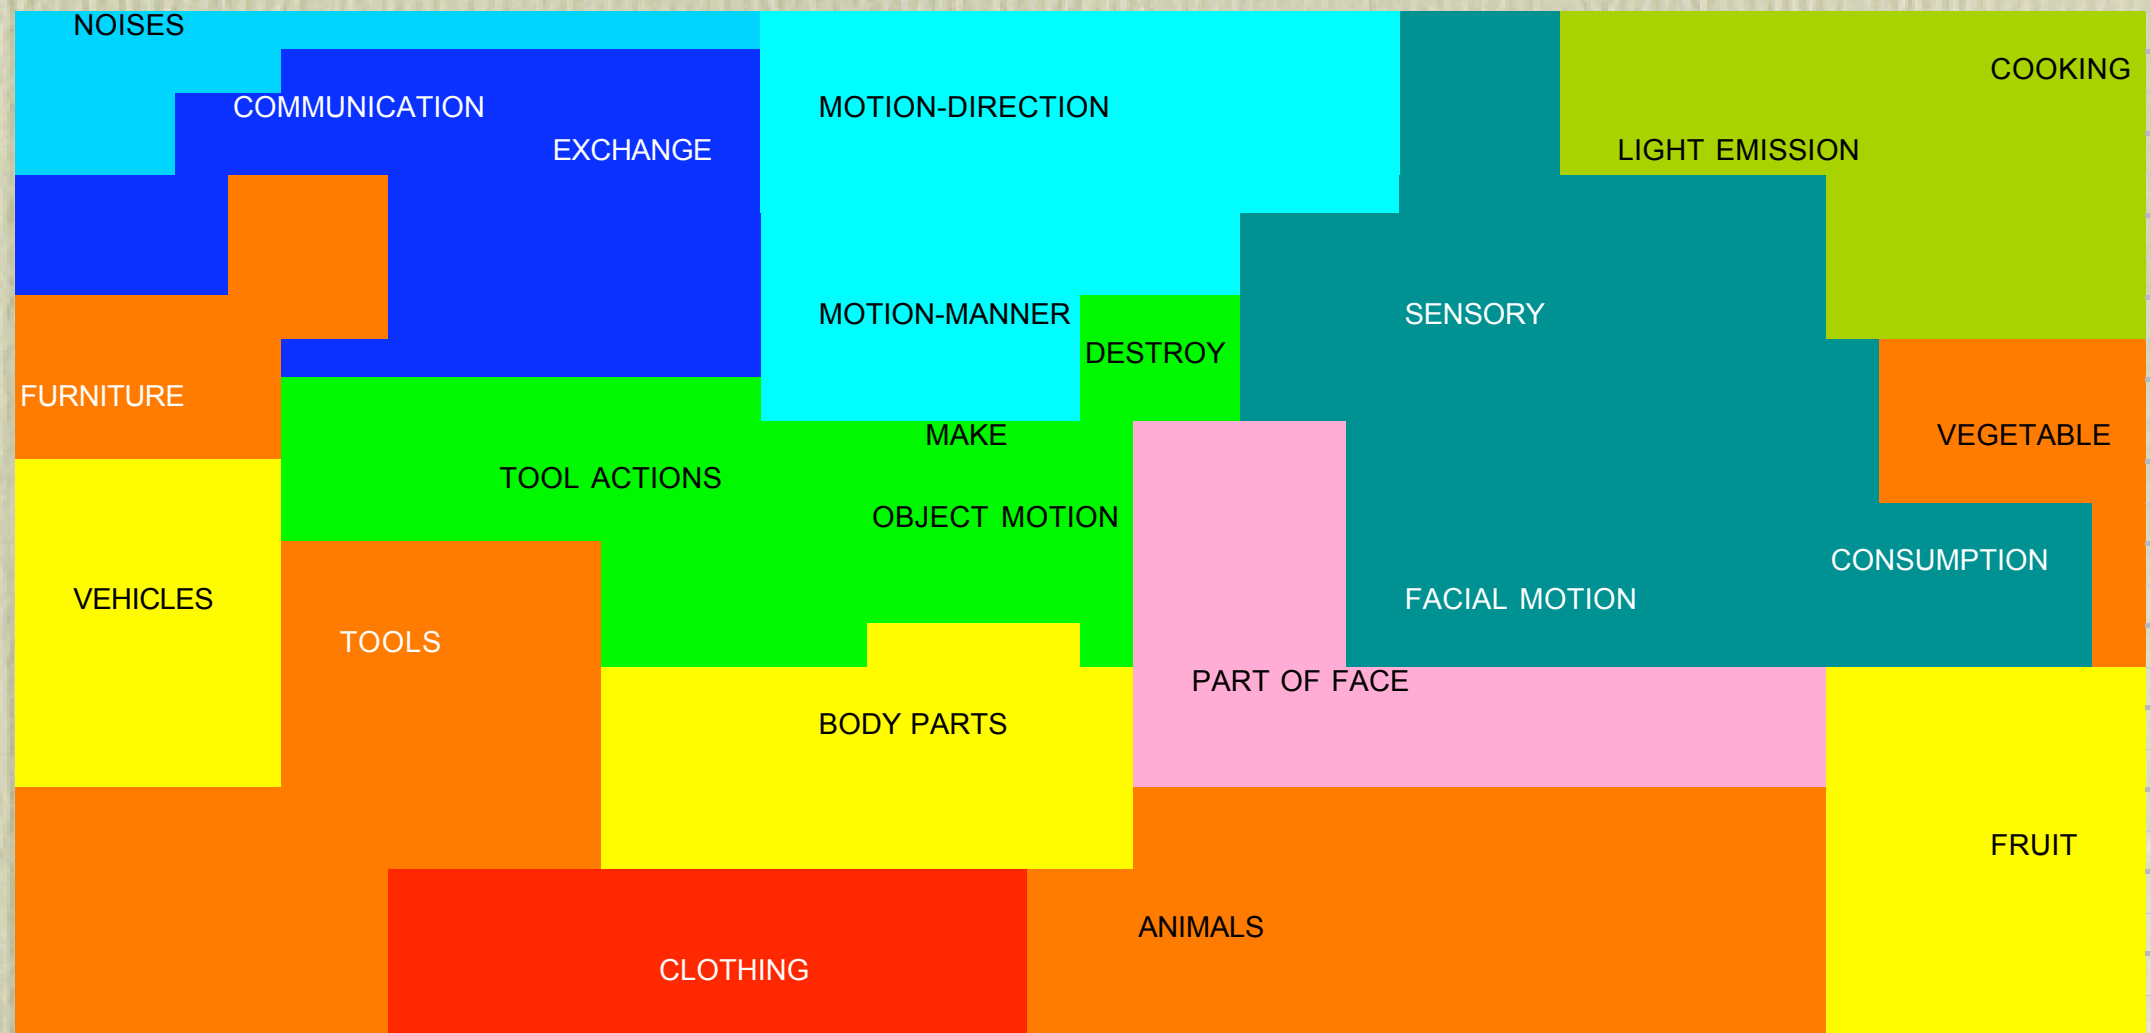 NOISES
COOKING
COMMUNICATION
MOTION-DIRECTION
EXCHANGE
LIGHT EMISSION
MOTION-MANNER
SENSORY
DESTROY
FURNITURE
MAKE
VEGETABLE
TOOL ACTIONS
OBJECT MOTION
CONSUMPTION
VEHICLES
FACIAL MOTION
TOOLS
PART OF FACE
BODY PARTS
FRUIT
ANIMALS
CLOTHING